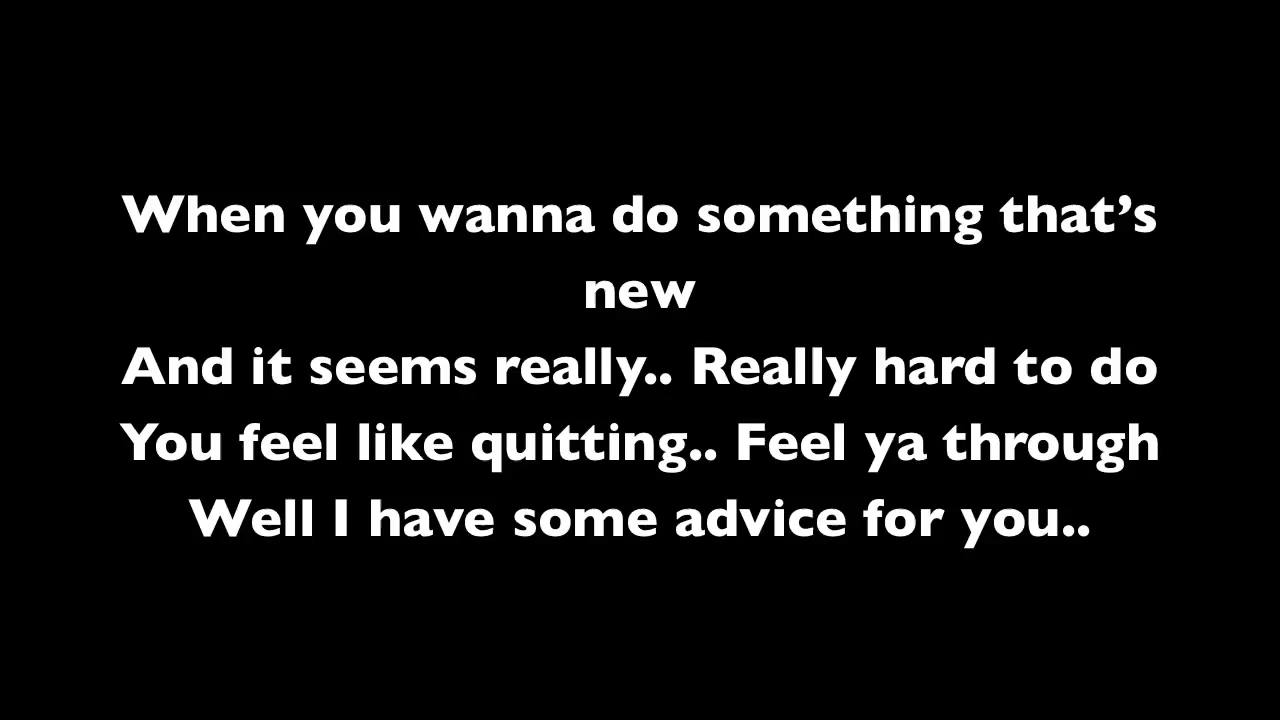 When you wanna do something that’s
new
And it seems really.. Really hard to do
You feel like quitting.. Feel ya through
Well I have some advice for you..